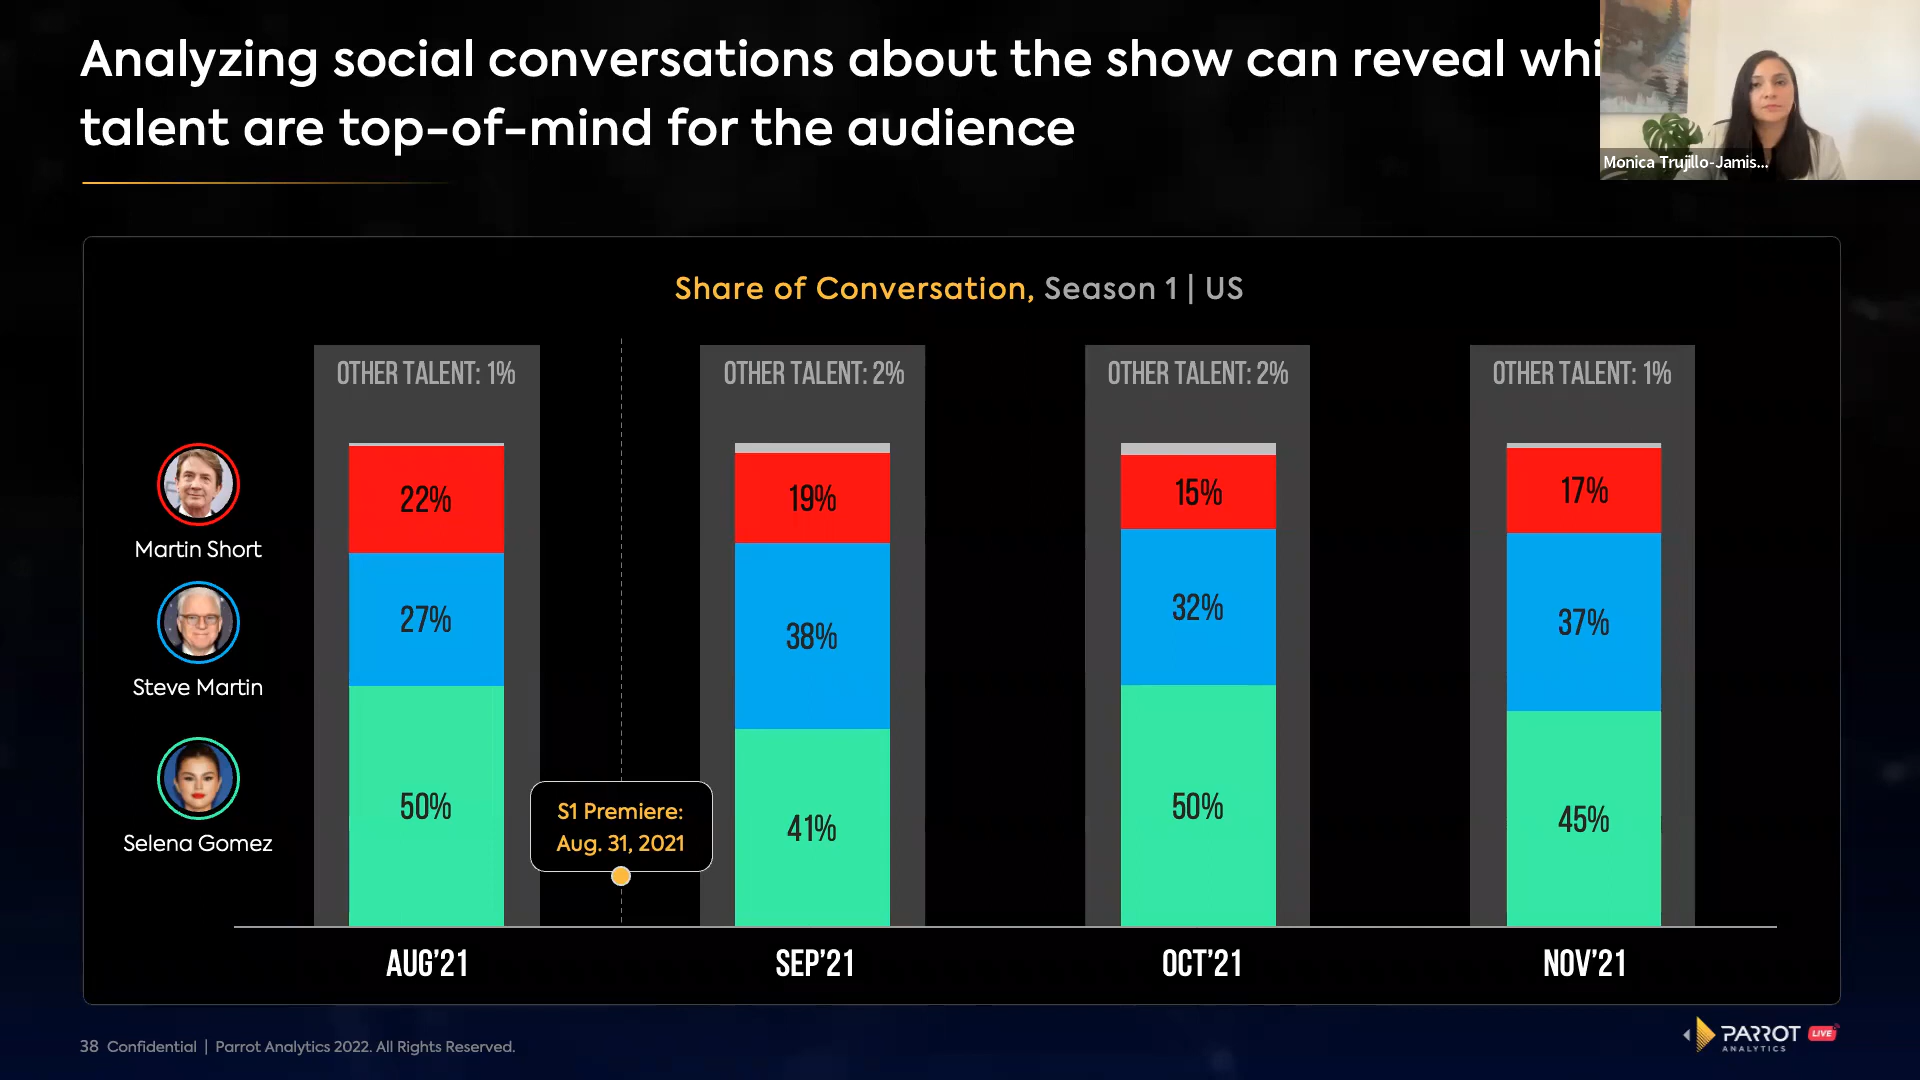 Analyzing social conversations about the show can reveal whi
talent are top-of-mind for the audience
Monica Trujillo-Jamis...
Share of Conversation, Season 1 | US
OTHER TALENT: 1%
OTHER TALENT: 2%
OTHER TALENT: 2%
OTHER TALENT: 1%
Martin Short
22%
19%
15%
17%
Steve Martin
27%
38%
32%
37%
Selena Gomez
50%
41%
50%
45%
S1 Premiere:
Aug. 31, 2021
AUG'21
SEP'21
OCT'21
NOV'21
38 Confidential | Parrot Analytics 2022. All Rights Reserved.
PARROT
ANALYTICS
LIVE